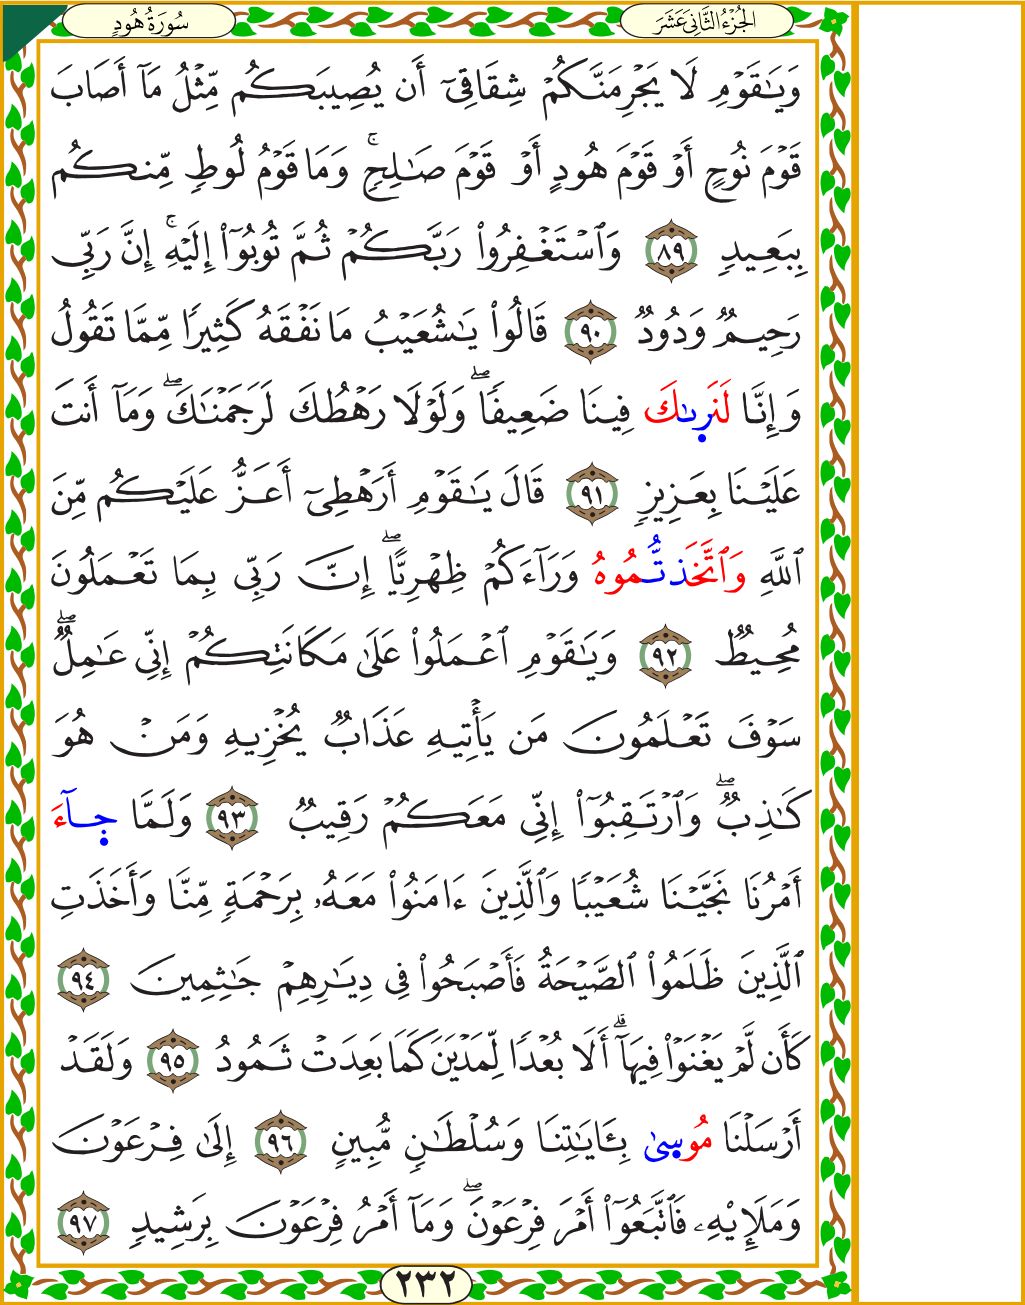 الجُزْءُ الثَّانِي عَشَرَ
سُورَةُ هُودٍ
وَيَٰقَوۡمِ لَا يَجۡرِمَنَّكُمۡ شِقَاقِيٓ أَن يُصِيبَكُم مِّثۡلُ مَآ أَصَابَ
قَوۡمَ نُوحٍ أَوۡ قَوۡمَ هُودٍ أَوۡ قَوۡمَ صَٰلِحٖۚ وَمَا قَوۡمُ لُوطٖ مِّنكُم
بِبَعِيدٖ ٨٩ وَٱسۡتَغۡفِرُواْ رَبَّكُمۡ ثُمَّ تُوبُوٓاْ إِلَيۡهِۚ إِنَّ رَبِّي
رَحِيمٞ وَدُودٞ ٩٠ قَالُواْ يَٰشُعَيۡبُ مَا نَفۡقَهُ كَثِيرٗا مِّمَّا تَقُولُ
وَإِنَّا لَنَرٜىٰكَ فِينَا ضَعِيفٗاۖ وَلَوۡلَا رَهۡطُكَ لَرَجَمۡنَٰكَۖ وَمَآ أَنتَ
عَلَيۡنَا بِعَزِيزٖ ٩١ قَالَ يَٰقَوۡمِ أَرَهۡطِيٓ أَعَزُّ عَلَيۡكُم مِّنَ
ٱللَّهِ وَٱتَّخَذتُّمُوهُ وَرَآءَكُمۡ ظِهۡرِيًّاۖ إِنَّ رَبِّي بِمَا تَعۡمَلُونَ
مُحِيطٞ ٩٢ وَيَٰقَوۡمِ ٱعۡمَلُواْ عَلَىٰ مَكَانَتِكُمۡ إِنِّي عَٰمِلٞۖ
سَوۡفَ تَعۡلَمُونَ مَن يَأۡتِيهِ عَذَابٞ يُخۡزِيهِ وَمَنۡ هُوَ
كَٰذِبٞۖ وَٱرۡتَقِبُوٓاْ إِنِّي مَعَكُمۡ رَقِيبٞ ٩٣ وَلَمَّا جَآءَ
أَمۡرُنَا نَجَّيۡنَا شُعَيۡبٗا وَٱلَّذِينَ ءَامَنُواْ مَعَهُۥ بِرَحۡمَةٖ مِّنَّا وَأَخَذَتِ
ٱلَّذِينَ ظَلَمُواْ ٱلصَّيۡحَةُ فَأَصۡبَحُواْ فِي دِيَٰرِهِمۡ جَٰثِمِينَ ٩٤
كَأَن لَّمۡ يَغۡنَوۡاْ فِيهَآۗ أَلَا بُعۡدٗا لِّمَدۡيَنَ كَمَا بَعِدَتۡ ثَمُودُ ٩٥ وَلَقَدۡ
أَرۡسَلۡنَا مُوسٜىٰ بِـَٔايَٰتِنَا وَسُلۡطَٰنٖ مُّبِينٍ ٩٦ إِلَىٰ فِرۡعَوۡنَ
وَمَلَإِيْهِۦ فَٱتَّبَعُوٓاْ أَمۡرَ فِرۡعَوۡنَۖ وَمَآ أَمۡرُ فِرۡعَوۡنَ بِرَشِيدٖ ٩٧
٢٣٢